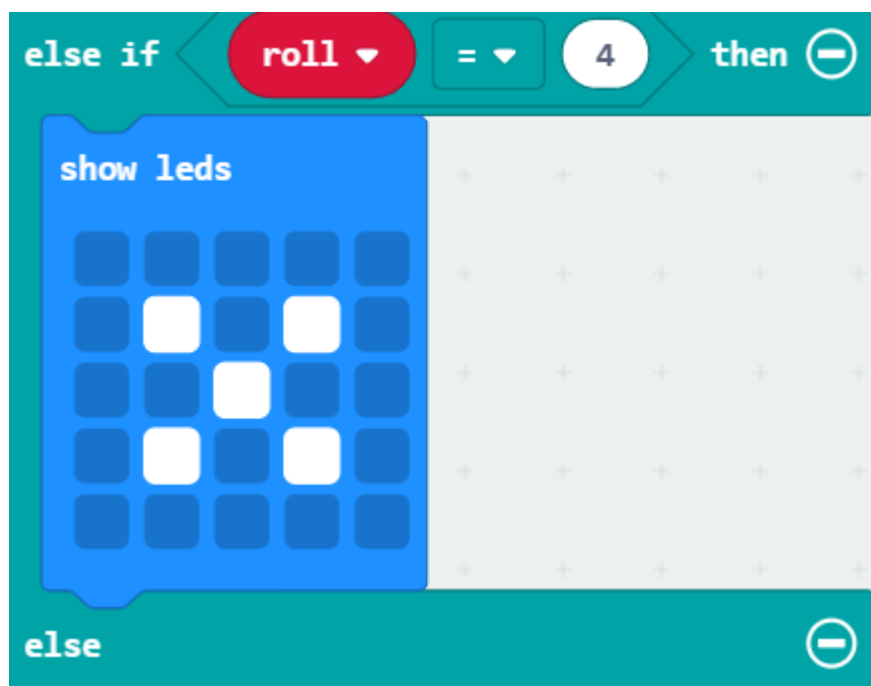 else if roll = 4 then
show leds
else